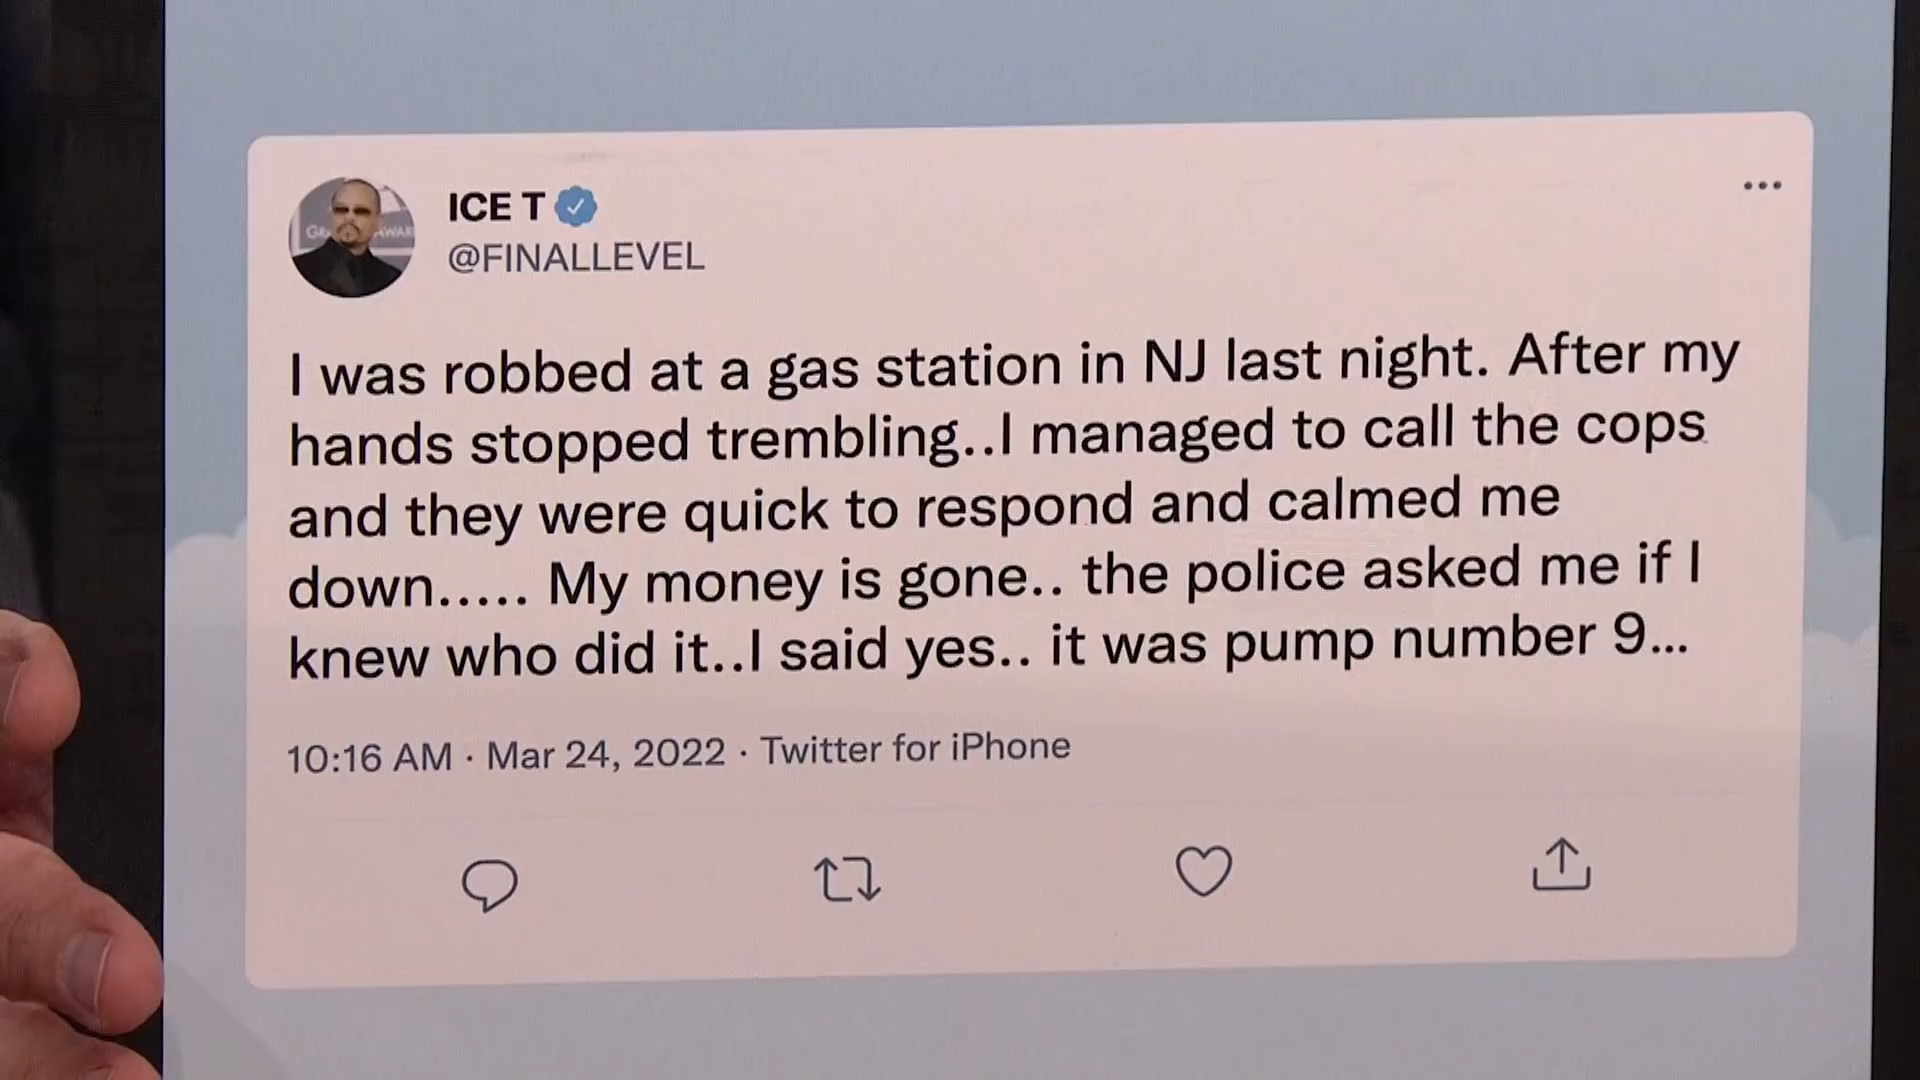 ICE T
@FINALLEVEL
I was robbed at a gas station in NJ last night. After my
hands stopped trembling..I managed to call the cops
and they were quick to respond and calmed me
down..... My money is gone.. the police asked me if I
knew who did it..I said yes.. it was pump number 9...
10:16 AM · Mar 24, 2022 · Twitter for iPhone